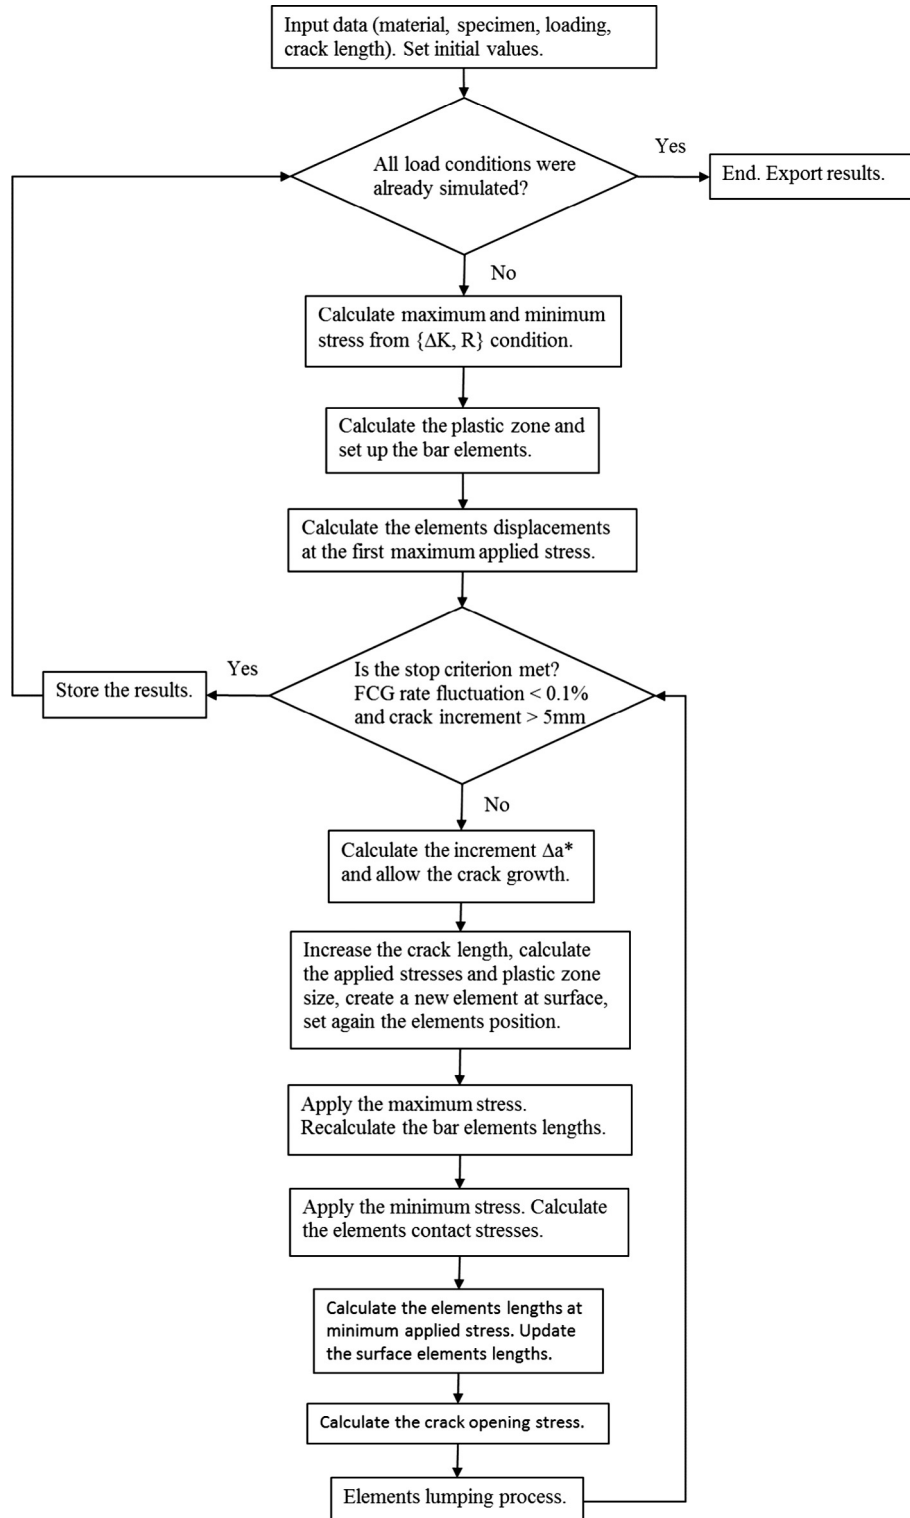 Input data (material, specimen, loading,
crack length). Set initial values.
All load conditions were
already simulated?
Yes
End. Export results.
No
Calculate maximum and minimum
stress from {ΔK, R} condition.
Calculate the plastic zone and
set up the bar elements.
Calculate the elements displacements
at the first maximum applied stress.
Is the stop criterion met?
FCG rate fluctuation < 0.1%
and crack increment > 5mm
Yes
Store the results.
No
Calculate the increment Δa*
and allow the crack growth.
Increase the crack length, calculate
the applied stresses and plastic zone
size, create a new element at surface,
set again the elements position.
Apply the maximum stress.
Recalculate the bar elements lengths.
Apply the minimum stress. Calculate
the elements contact stresses.
Calculate the elements lengths at
minimum applied stress. Update
the surface elements lengths.
Calculate the crack opening stress.
Elements lumping process.